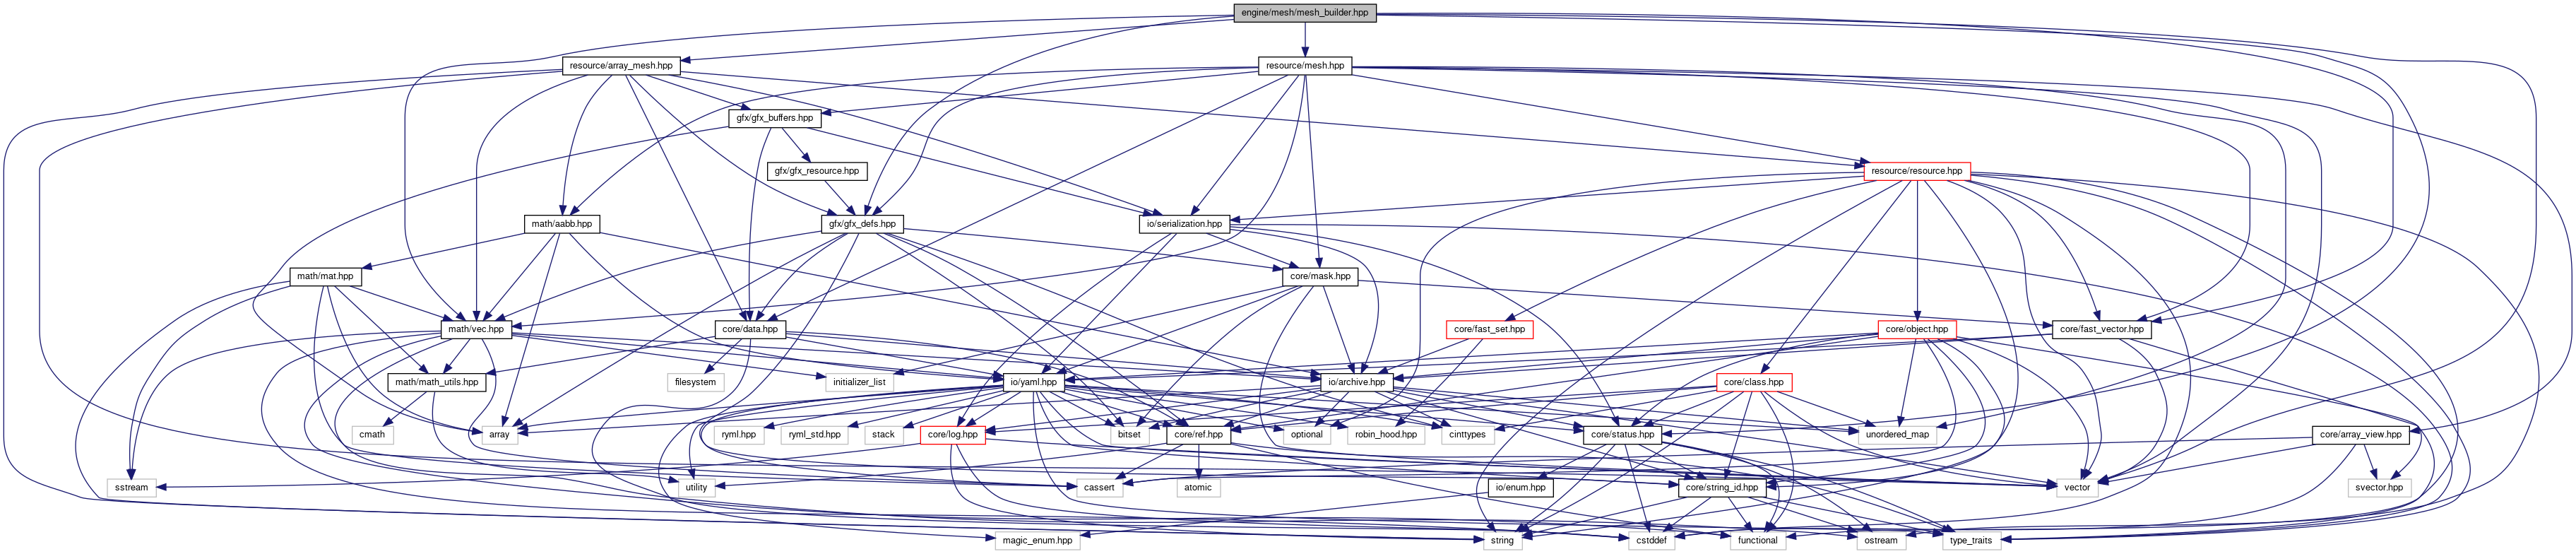 engine/mesh/mesh_builder.hpp
resource/array_mesh.hpp
resource/mesh.hpp
gfx/gfx_buffers.hpp
gfx/gfx_resource.hpp
resource/resource.hpp
math/aabb.hpp
gfx/gfx_defs.hpp
io/serialization.hpp
math/mat.hpp
core/mask.hpp
math/vec.hpp
core/data.hpp
core/fast_set.hpp
core/object.hpp
core/fast_vector.hpp
math/math_utils.hpp
filesystem
initializer_list
io/yaml.hpp
io/archive.hpp
core/class.hpp
cmath
array
ryml.hpp
ryml_std.hpp
stack
core/log.hpp
bitset
core/ref.hpp
optional
robin_hood.hpp
cinttypes
core/status.hpp
unordered_map
core/array_view.hpp
sstream
utility
cassert
atomic
io/enum.hpp
core/string_id.hpp
vector
svector.hpp
magic_enum.hpp
string
cstddef
functional
ostream
type_traits